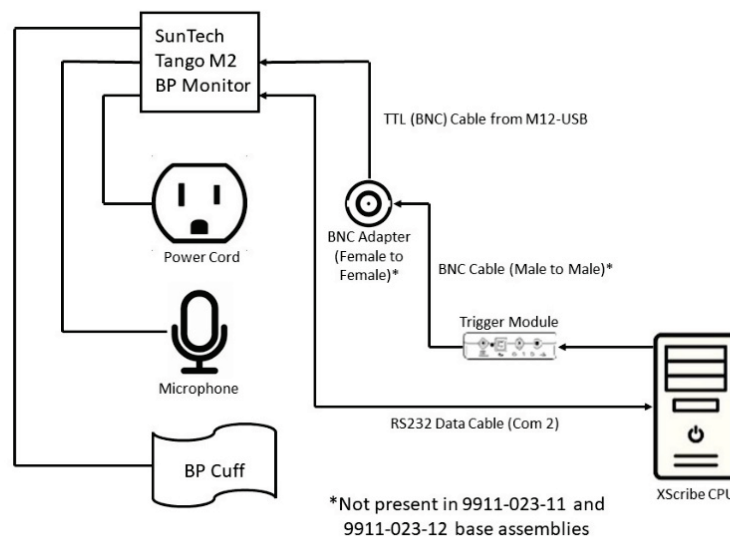 SunTech
Tango M2
BP Monitor
TTL (BNC) Cable from M12-USB
BNC Adapter
(Female to
Female)*
Power Cord
BNC Cable (Male to Male)*
Trigger Module
Microphone
RS232 Data Cable (Com 2)
BP Cuff
XScribe CPU
*Not present in 9911-023-11 and
9911-023-12 base assemblies